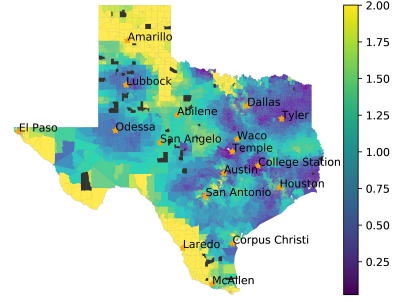 2.00
Amarillo
1.75
Lubbock
1.50
Dallas
Abilene
Tyler
1.25
El Paso
Odessa
San Angelo
Waco
Temple
1.00
College Station
Austin
0.75
San Antonio
Houston
0.50
Laredo
Corpus Christi
0.25
McAllen